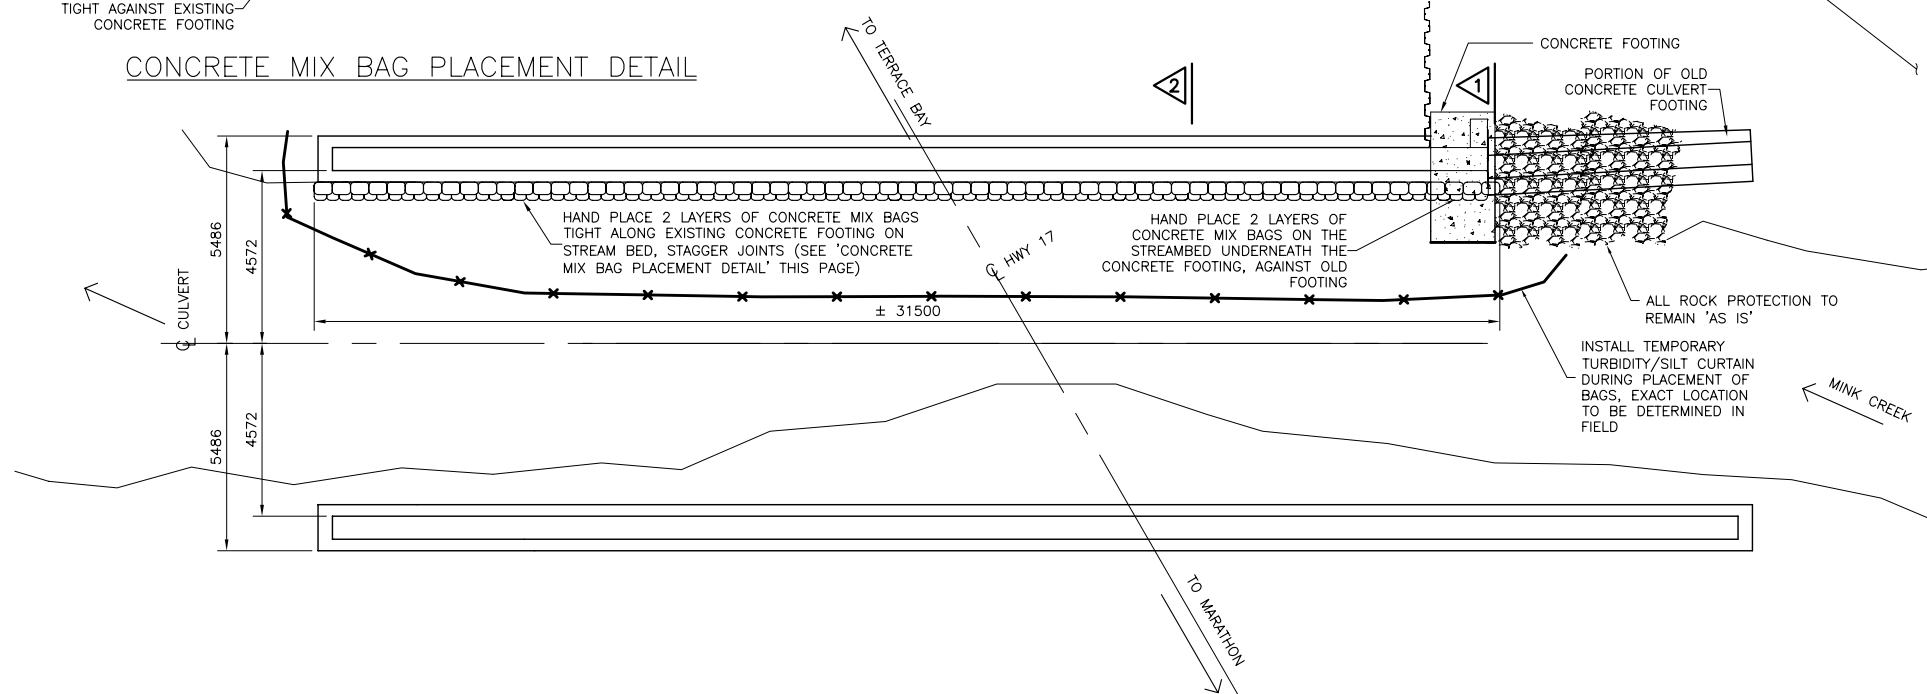 TIGHT AGAINST EXISTING
CONCRETE FOOTING
CONCRETE MIX BAG PLACEMENT DETAIL
TO TERRACE BAY
2
1
CONCRETE FOOTING
PORTION OF OLD
CONCRETE CULVERT
FOOTING
HAND PLACE 2 LAYERS OF CONCRETE MIX BAGS
TIGHT ALONG EXISTING CONCRETE FOOTING ON
STREAM BED, STAGGER JOINTS (SEE 'CONCRETE
MIX BAG PLACEMENT DETAIL' THIS PAGE)
HAND PLACE 2 LAYERS OF
CONCRETE MIX BAGS ON THE
STREAMBED UNDERNEATH THE
CONCRETE FOOTING, AGAINST OLD
FOOTING
5486
4572
℄ HWY 17
℄ CULVERT
± 31500
ALL ROCK PROTECTION TO
REMAIN 'AS IS'
INSTALL TEMPORARY
TURBIDITY/SILT CURTAIN
DURING PLACEMENT OF
BAGS, EXACT LOCATION
TO BE DETERMINED IN
FIELD
MINK CREEK
5486
4572
TO MARATHON